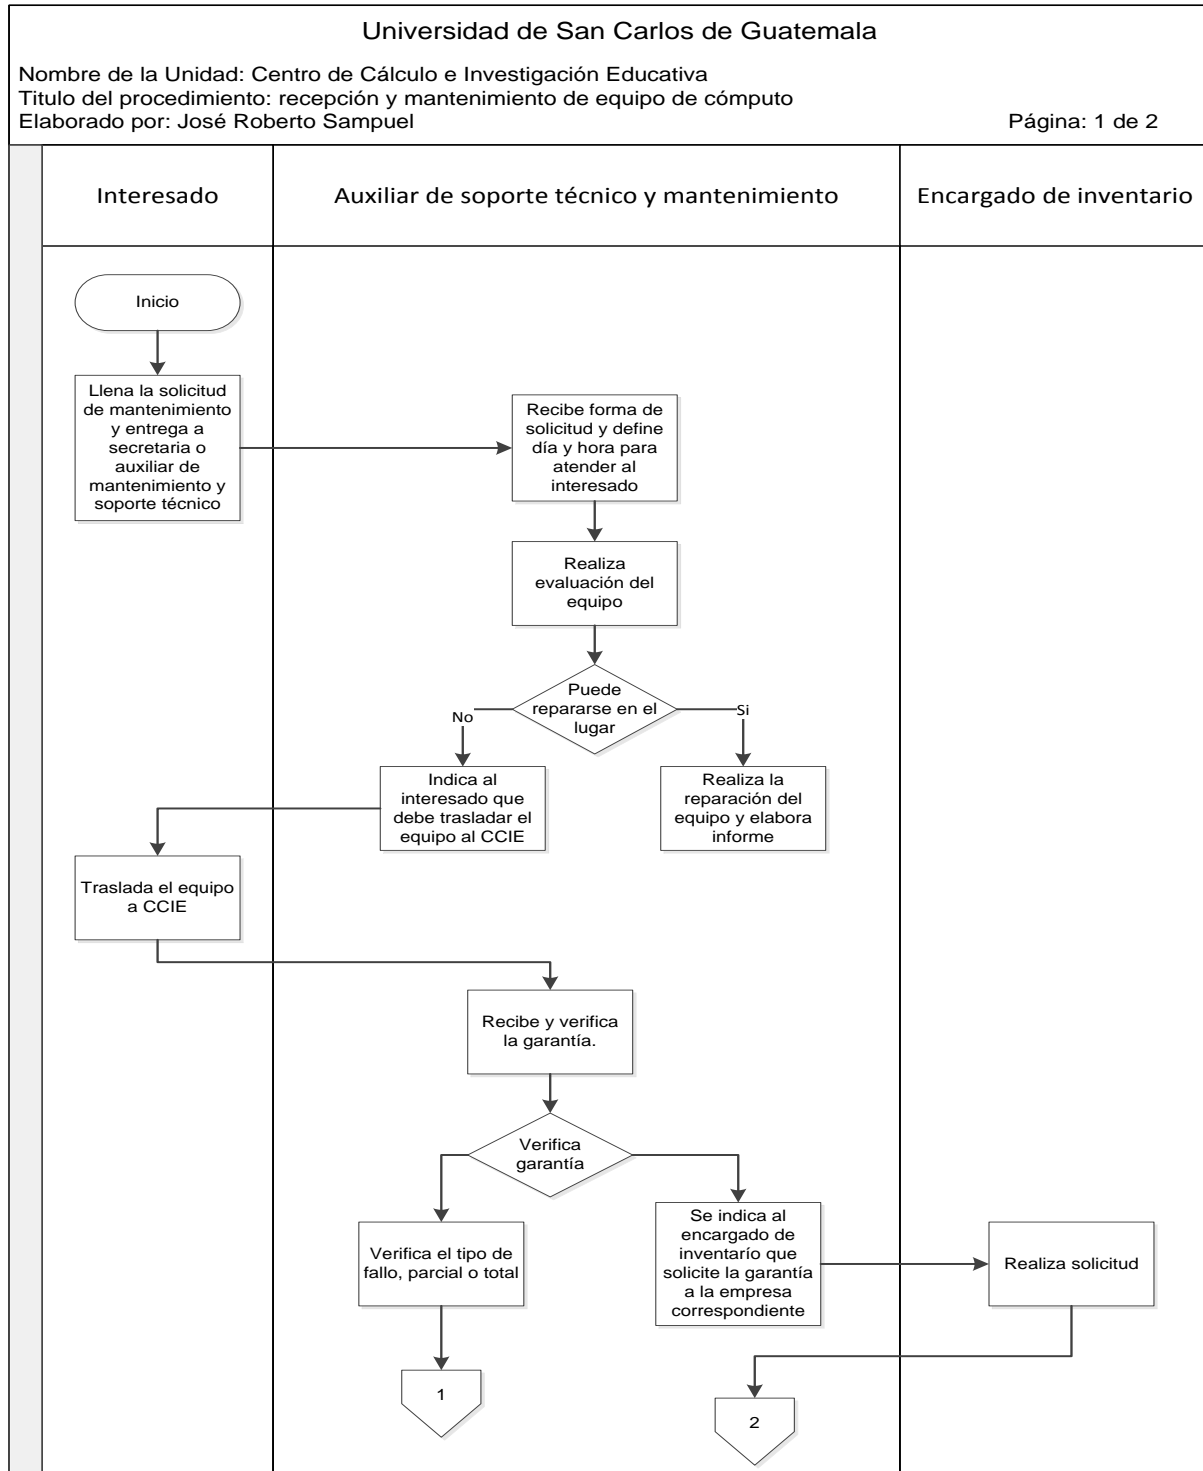 Universidad de San Carlos de Guatemala
Nombre de la Unidad: Centro de Cálculo e Investigación Educativa
Titulo del procedimiento: recepción y mantenimiento de equipo de cómputo
Elaborado por: José Roberto Sampuel
Página: 1 de 2
Interesado
Auxiliar de soporte técnico y mantenimiento
Encargado de inventario
Inicio
Llena la solicitud
de mantenimiento
y entrega a
secretaria o
auxiliar de
mantenimiento y
soporte técnico
Recibe forma de
solicitud y define
día y hora para
atender al
interesado
Realiza
evaluación del
equipo
Puede
repararse en el
lugar
No
Si
Indica al
interesado que
debe trasladar el
equipo al CCIE
Realiza la
reparación del
equipo y elabora
informe
Traslada el equipo
a CCIE
Recibe y verifica
la garantía.
Verifica
garantía
Verifica el tipo de
fallo, parcial o total
Se indica al
encargado de
inventarío que
solicite la garantía
a la empresa
correspondiente
Realiza solicitud
1
2